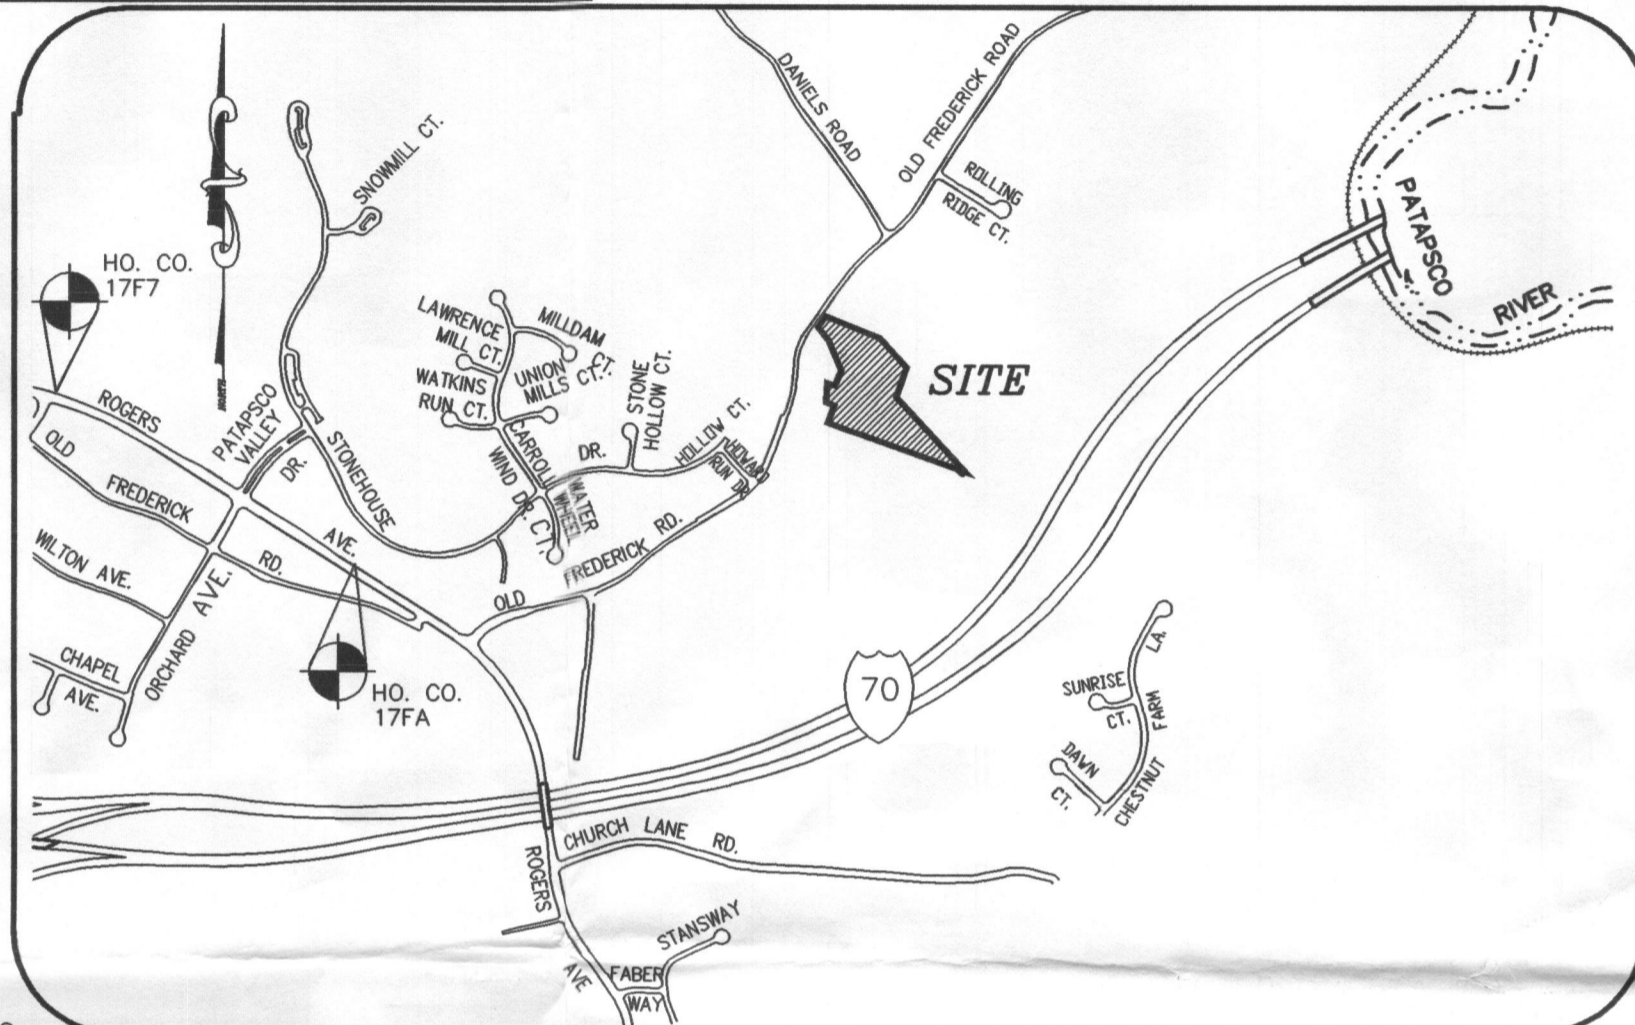 DANIELS ROAD
OLD FREDERICK ROAD
ROLLING
RIDGE CT.
SNOWMILL CT.
PATAPSCO
RIVER
HO. CO.
17F7
NORTH
LAWRENCE
MILL CT.
MILLDAM
CT.
UNION
MILLS CT.
WATKINS
RUN CT.
STONE
HOLLOW CT.
SITE
ROGERS
PATAPSCO
VALLEY
DR.
STONEHOUSE
CARROLL
WIND DR.
DR.
HOLLOW CT.
RUN DR.
WATER
WHEEL
CT.
OLD
FREDERICK
RD.
AVE.
WILTON AVE.
ORCHARD AVE.
CHAPEL
AVE.
HO. CO.
17FA
OLD
FREDERICK RD.
70
SUNRISE
CT.
DAWN
CT.
CHESTNUT
FARM
LA.
CHURCH LANE RD.
ROGERS
AVE
STANSWAY
FABER
WAY